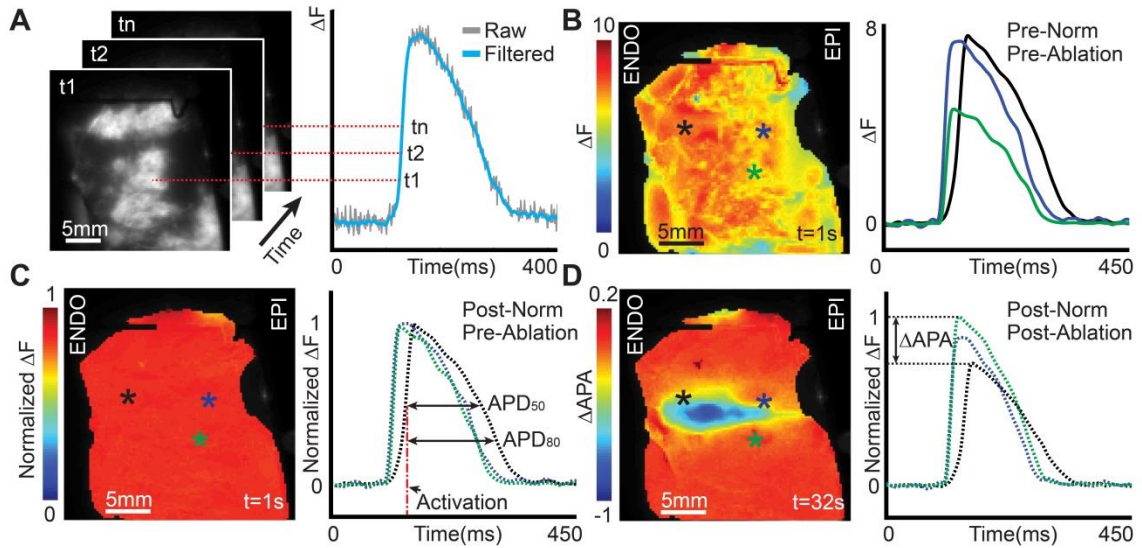 A
tn
t2
t1
5mm
Time
ΔF
Raw
Filtered
tn
t2
t1
0
400
Time(ms)
B
10
ΔF
0
ENDO
EPI
5mm
t=1s
8
ΔF
0
Pre-Norm
Pre-Ablation
0
450
Time(ms)
C
1
Normalized ΔF
0
ENDO
EPI
5mm
t=1s
1
Normalized ΔF
0
Post-Norm
Pre-Ablation
APD50
APD80
Activation
0
450
Time(ms)
D
0.2
ΔAPA
-1
ENDO
EPI
5mm
t=32s
1
Normalized ΔF
0
ΔAPA
Post-Norm
Post-Ablation
0
450
Time(ms)